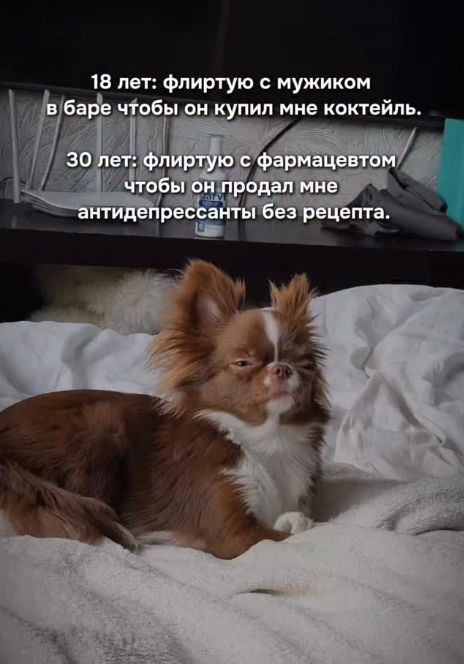 18 лет: флиртую с мужиком
в баре чтобы он купил мне коктейль.
30 лет: флиртую с фармацевтом
чтобы он продал мне
антидепрессанты без рецепта.